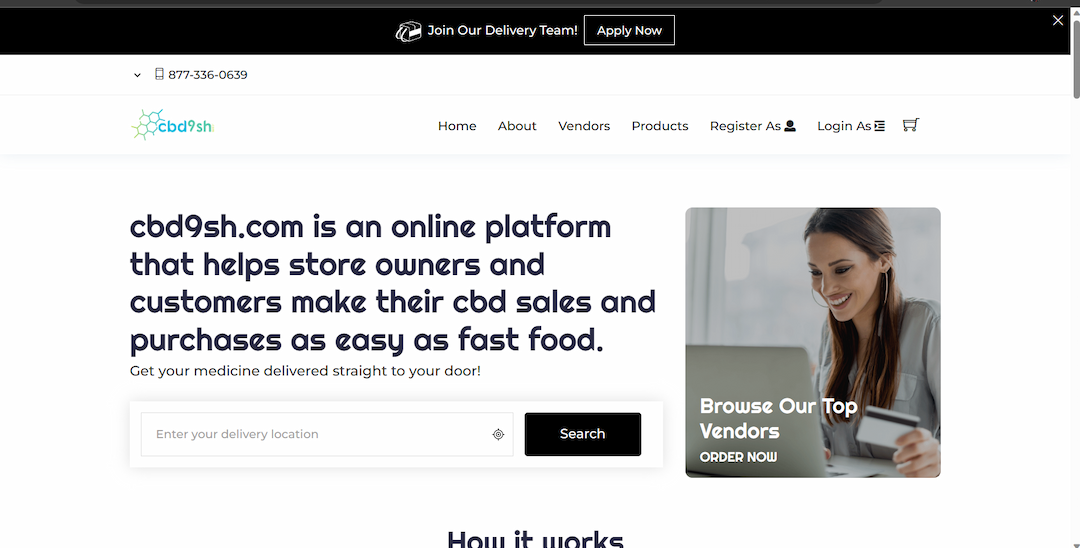 Join Our Delivery Team! Apply Now
877-336-0639
cbd9sh
Home About Vendors Products Register As Login As
cbd9sh.com is an online platform
that helps store owners and
customers make their cbd sales and
purchases as easy as fast food.
Get your medicine delivered straight to your door!
Enter your delivery location Search
Browse Our Top
Vendors
ORDER NOW
How it works